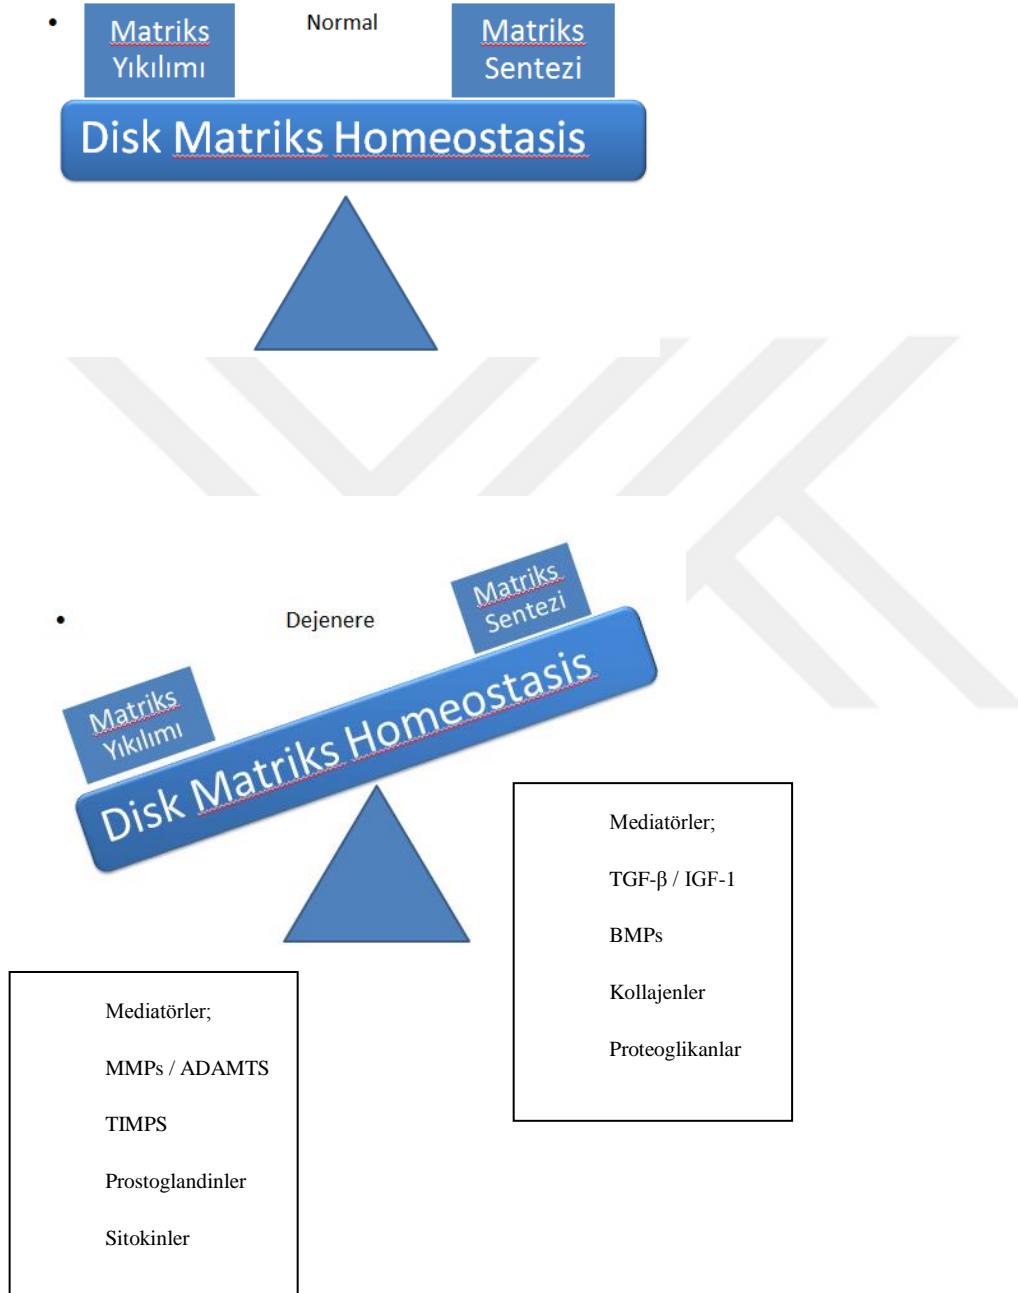 • Normal
Matriks
Yıkılımı
Matriks
Sentezi
Disk Matriks Homeostasis
• Dejenere
Matriks
Sentezi
Matriks
Yıkılımı
Disk Matriks Homeostasis
Mediatörler;
TGF-β / IGF-1
BMPs
Kollajenler
Proteoglikanlar
Mediatörler;
MMPs / ADAMTS
TIMPS
Prostoglandinler
Sitokinler